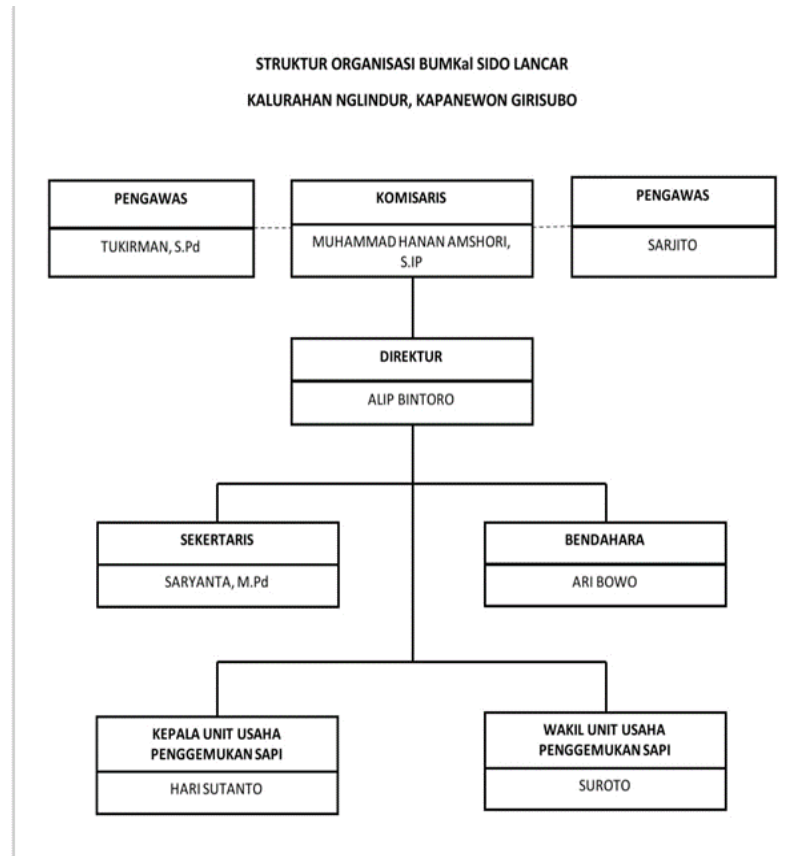 STRUKTUR ORGANISASI BUMKal SIDO LANCAR
KALURAHAN NGLINDUR, KAPANEWON GIRISUBO
PENGAWAS
TUKIRMAN, S.Pd
KOMISARIS
MUHAMMAD HANAN AMSHORI,
S.IP
PENGAWAS
SARJITO
DIREKTUR
ALIP BINTORO
SEKERTARIS
SARYANTA, M.Pd
BENDAHARA
ARI BOWO
KEPALA UNIT USAHA
PENGGEMUKAN SAPI
HARI SUTANTO
WAKIL UNIT USAHA
PENGGEMUKAN SAPI
SUROTO